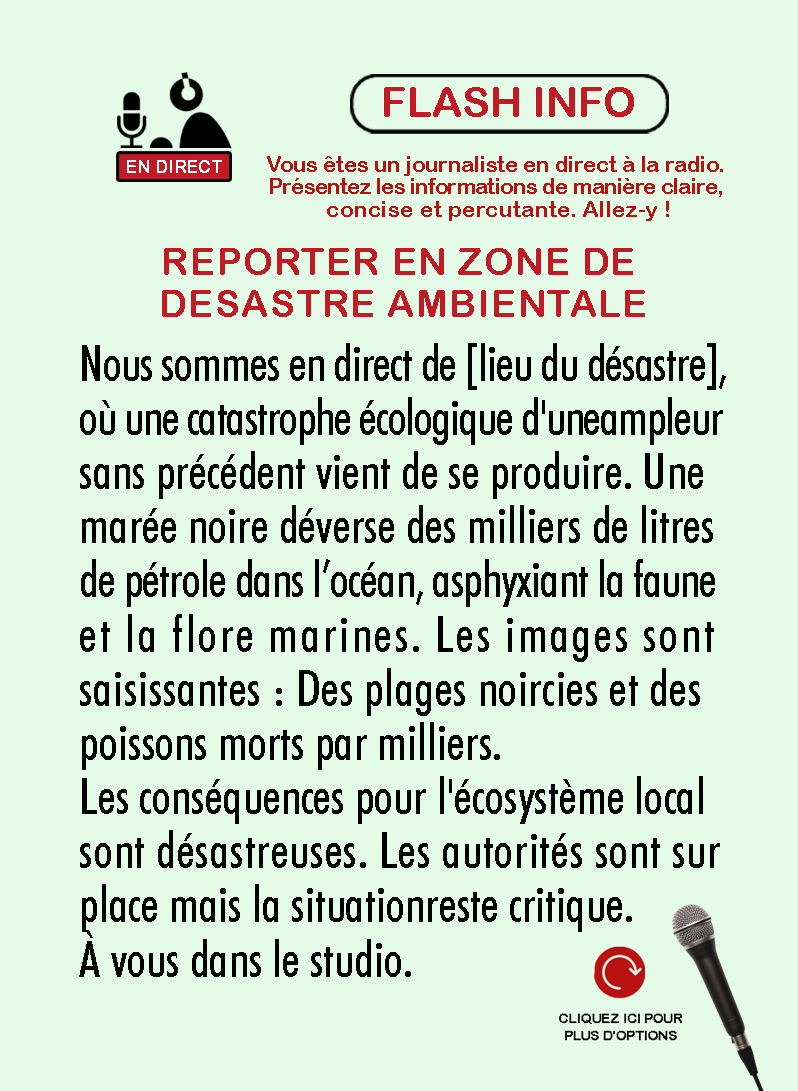 FLASH INFO
EN DIRECT
Vous êtes un journaliste en direct à la radio.
Présentez les informations de manière claire,
concise et percutante. Allez-y !
REPORTER EN ZONE DE
DESASTRE AMBIENTALE
Nous sommes en direct de [lieu du désastre],
où une catastrophe écologique d'uneampleur
sans précédent vient de se produire. Une
marée noire déverse des milliers de litres
de pétrole dans l’océan, asphyxiant la faune
et la flore marines. Les images sont
saisissantes : Des plages noircies et des
poissons morts par milliers.
Les conséquences pour l'écosystème local
sont désastreuses. Les autorités sont sur
place mais la situationreste critique.
À vous dans le studio.
CLIQUEZ ICI POUR
PLUS D'OPTIONS